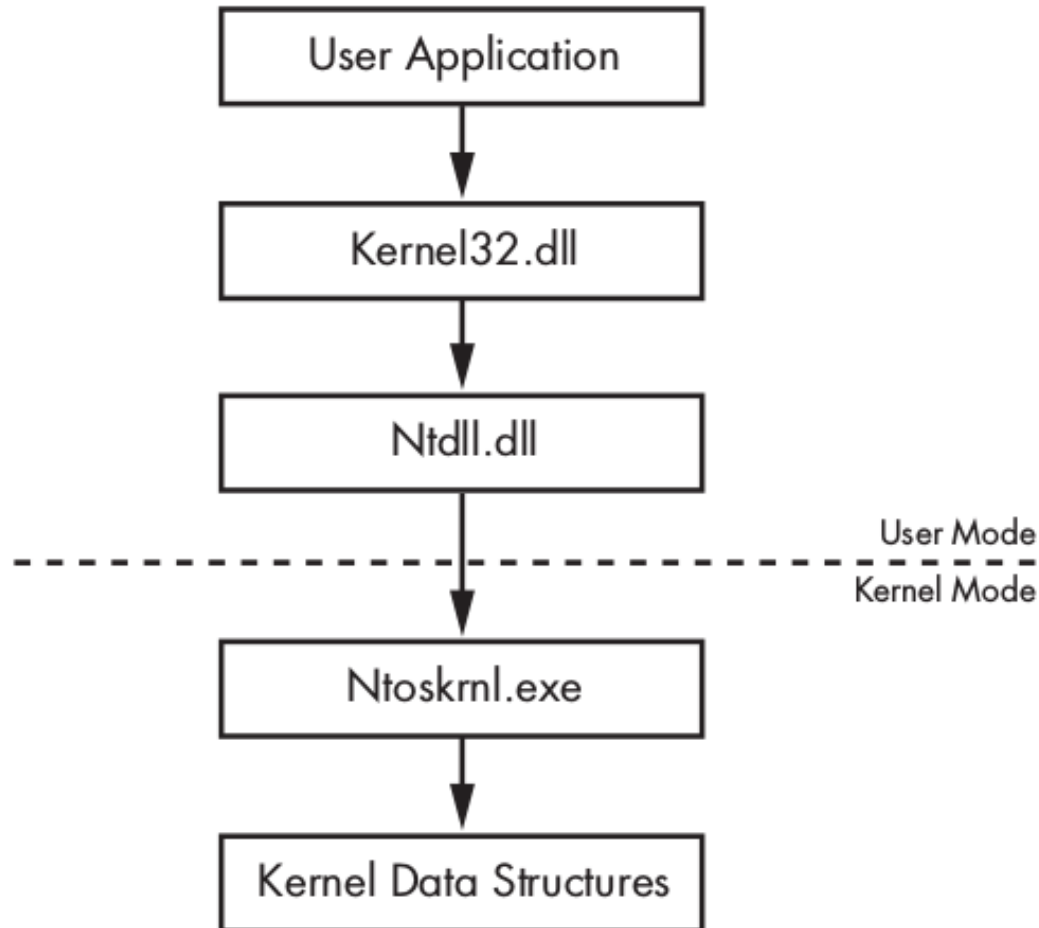 User Application
Kernel32.dll
Ntdll.dll
User Mode
Kernel Mode
Ntoskrnl.exe
Kernel Data Structures